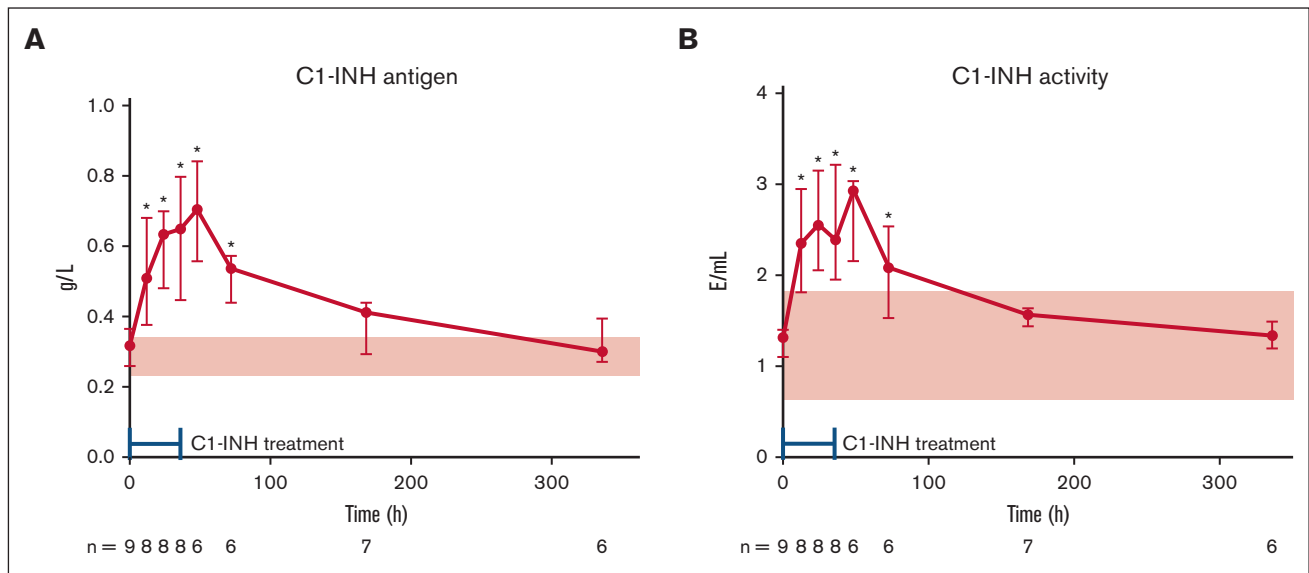 A
C1-INH antigen
1.0
0.8
0.6
0.4
0.2
0.0
g/L
* * * * *
C1-INH treatment
0 100 200 300
Time (h)
n = 9 8 8 8 6 6 7 6
B
C1-INH activity
4
3
2
1
0
E/mL
* * * * *
C1-INH treatment
0 100 200 300
Time (h)
n = 9 8 8 8 6 6 7 6